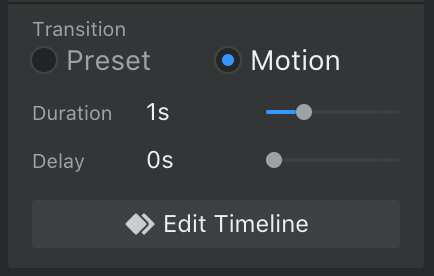 Transition
Preset Motion
Duration 1s
Delay 0s
Edit Timeline